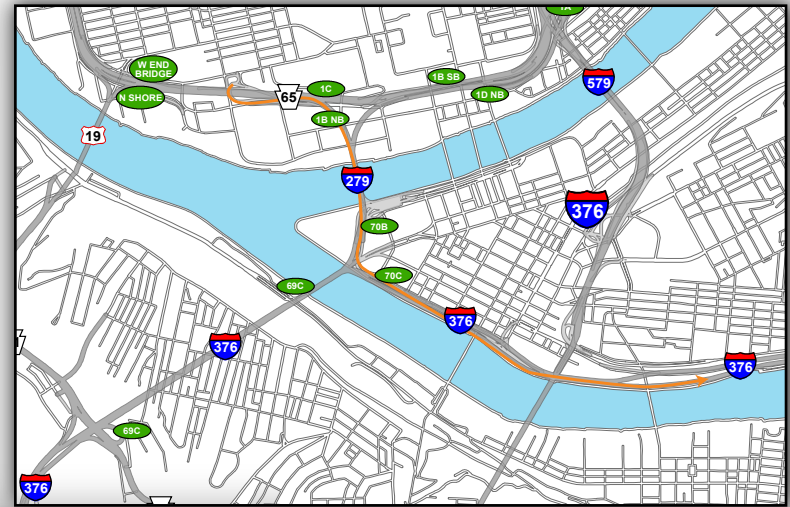 1A
W END
BRIDGE
1B SB
579
1C
65
1D NB
N SHORE
1B NB
19
279
376
70B
70C
69C
376
376
376
69C
376